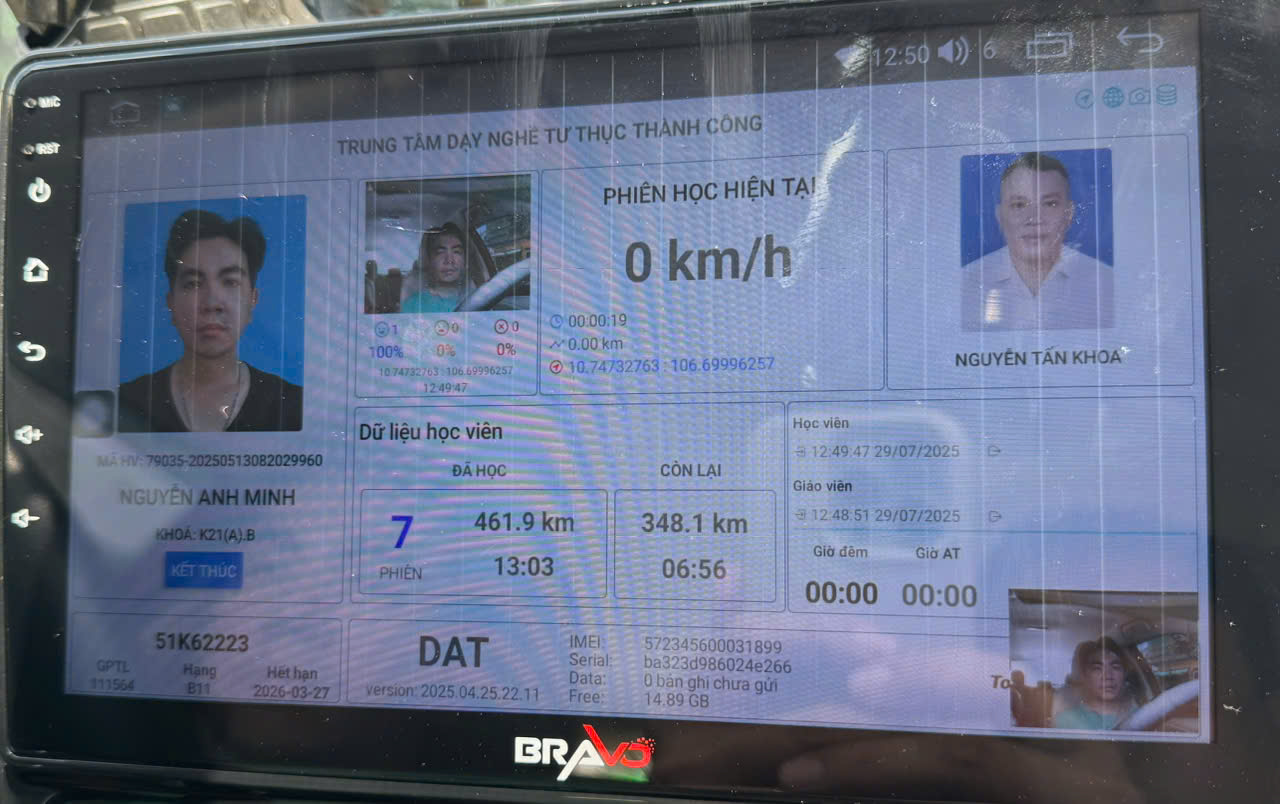 12:50 6
MIC
RST
TRUNG TÂM DẠY NGHỀ TƯ THỤC THÀNH CÔNG
MÃ HV: 79035-20250513082029960
NGUYỄN ANH MINH
KHOÁ: K21(A).B
KẾT THÚC
1 0 0
100% 0% 0%
10.74732763 : 106.69996257
12:49:47
PHIÊN HỌC HIỆN TẠI
0 km/h
00:00:19
0.00 km
10.74732763 : 106.69996257
NGUYỄN TẤN KHOA
Dữ liệu học viên
ĐÃ HỌC
7
PHIÊN
461.9 km
13:03
CÒN LẠI
348.1 km
06:56
Học viên
12:49:47 29/07/2025
Giáo viên
12:48:51 29/07/2025
Giờ đêm Giờ AT
00:00 00:00
51K62223
GPTL Hạng Hết hạn
111564 B11 2026-03-27
DAT
version: 2025.04.25.22.11
IMEI: 572345600031899
Serial: ba323d986024e266
Data: 0 bản ghi chưa gửi
Free: 14.89 GB
BRAVO